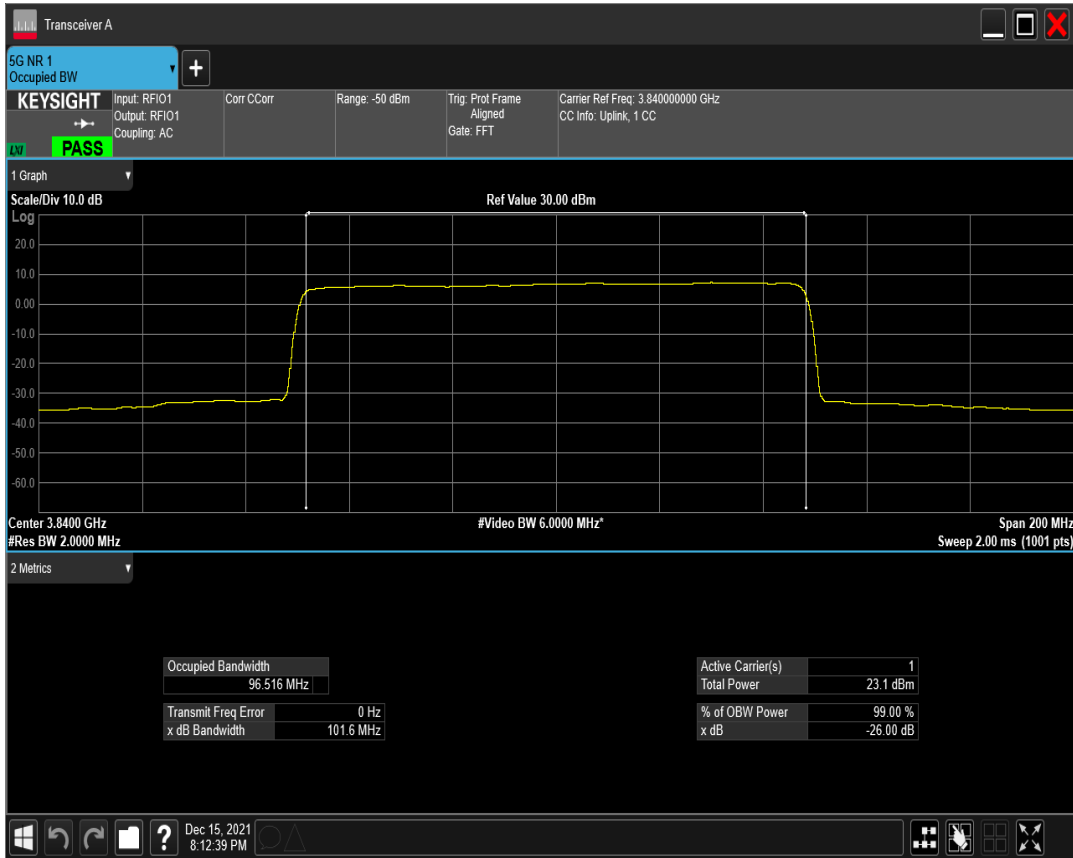 Transceiver A
5G NR 1
Occupied BW
+
KEYSIGHT
LXI
PASS
Input: RFIO1
Output: RFIO1
Coupling: AC
Corr CCorr
Range: -50 dBm
Trig: Prot Frame
Aligned
Gate: FFT
Carrier Ref Freq: 3.840000000 GHz
CC Info: Uplink, 1 CC
1 Graph
Scale/Div 10.0 dB
Ref Value 30.00 dBm
Log
20.0
10.0
0.00
-10.0
-20.0
-30.0
-40.0
-50.0
-60.0
Center 3.8400 GHz
#Video BW 6.0000 MHz*
Span 200 MHz
#Res BW 2.0000 MHz
Sweep 2.00 ms (1001 pts)
2 Metrics
Occupied Bandwidth
96.516 MHz
Transmit Freq Error 0 Hz
x dB Bandwidth 101.6 MHz
Active Carrier(s) 1
Total Power 23.1 dBm
% of OBW Power 99.00 %
x dB -26.00 dB
?
Dec 15, 2021
8:12:39 PM